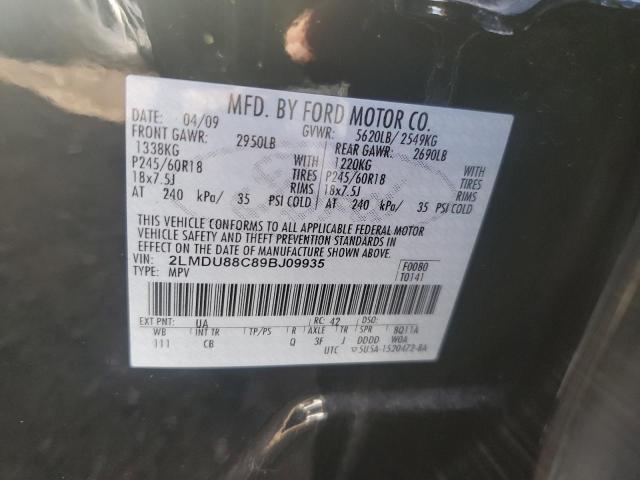 MFD. BY FORD MOTOR CO.
DATE: 04/09 GVWR: 5620LB/ 2549KG
FRONT GAWR: 2950LB REAR GAWR: 2690LB
1338KG WITH 1220KG WITH
P245/60R18 TIRES P245/60R18 TIRES
18x7.5J RIMS 18x7.5J RIMS
AT 240 kPa/ 35 PSI COLD AT 240 kPa/ 35 PSI COLD
THIS VEHICLE CONFORMS TO ALL APPLICABLE FEDERAL MOTOR
VEHICLE SAFETY AND THEFT PREVENTION STANDARDS IN
EFFECT ON THE DATE OF MANUFACTURE SHOWN ABOVE.
VIN: 2LMDU88C89BJ09935 F0080
TYPE: MPV T0141
EXT PNT: UA RC: 42 DSO:
WB INT TR TP/PS R AXLE TR SPR 8Q11A
111 CB Q 3F J DDDD W0A
UTC 5U5A-1520472-BA